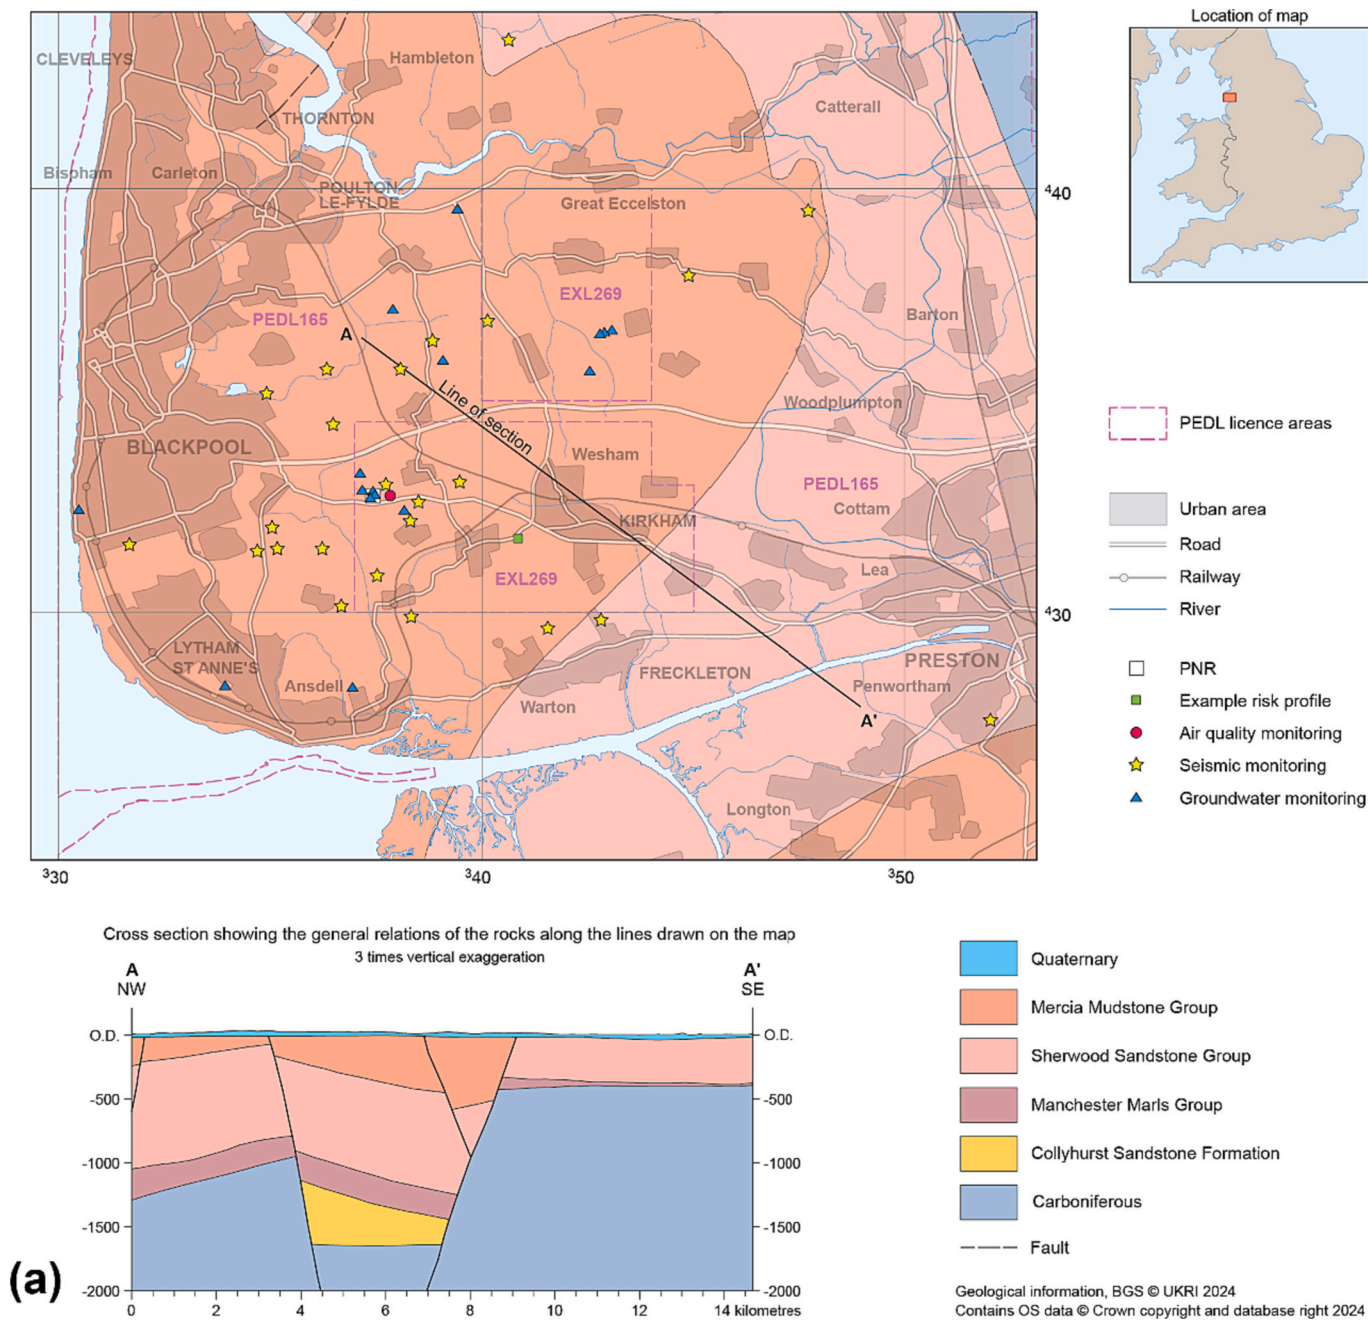 Location of map
CLEVELEYS
Hambleton
THORNTON
Catterall
Bispham
Carleton
POULTON-
LE-FYLDE
Great Eccelston
⁴40
EXL269
PEDL165
A
Barton
Line of section
Woodplumpton
BLACKPOOL
Wesham
PEDL165
Cottam
KIRKHAM
Lea
EXL269
⁴30
LYTHAM
ST ANNE'S
Ansdell
FRECKLETON
PRESTON
Penwortham
Warton
A'
Longton
³30
³40
³50
PEDL licence areas
Urban area
Road
Railway
River
PNR
Example risk profile
Air quality monitoring
Seismic monitoring
Groundwater monitoring
Cross section showing the general relations of the rocks along the lines drawn on the map
3 times vertical exaggeration
A
NW
A'
SE
O.D.
O.D.
-500
-500
-1000
-1000
-1500
-1500
-2000
-2000
0 2 4 6 8 10 12 14 kilometres
(a)
Quaternary
Mercia Mudstone Group
Sherwood Sandstone Group
Manchester Marls Group
Collyhurst Sandstone Formation
Carboniferous
Fault
Geological information, BGS © UKRI 2024
Contains OS data © Crown copyright and database right 2024